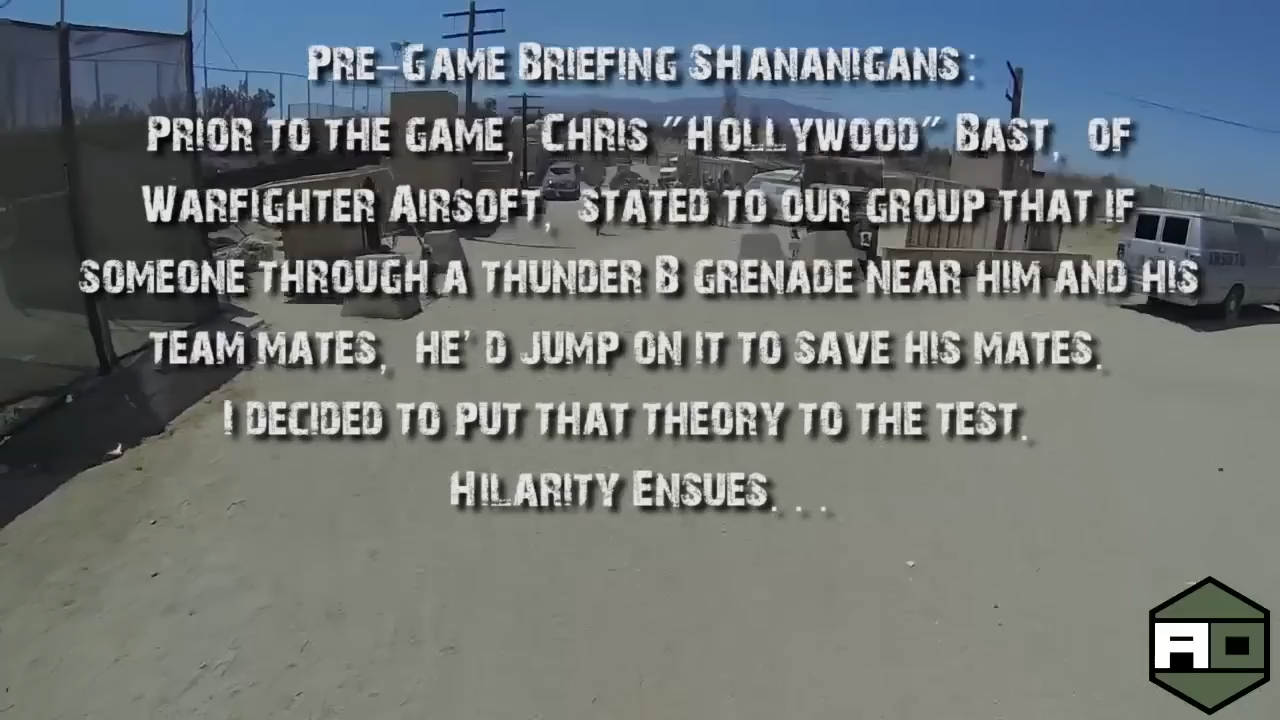 Pre-Game Briefing Shananigans:
Prior to the game, Chris "Hollywood" Bast, of
Warfighter Airsoft, stated to our group that if
someone through a Thunder B grenade near him and his
team mates, he'd jump on it to save his mates.
I decided to put that theory to the test.
Hilarity Ensues...
AIRSOFT
AO